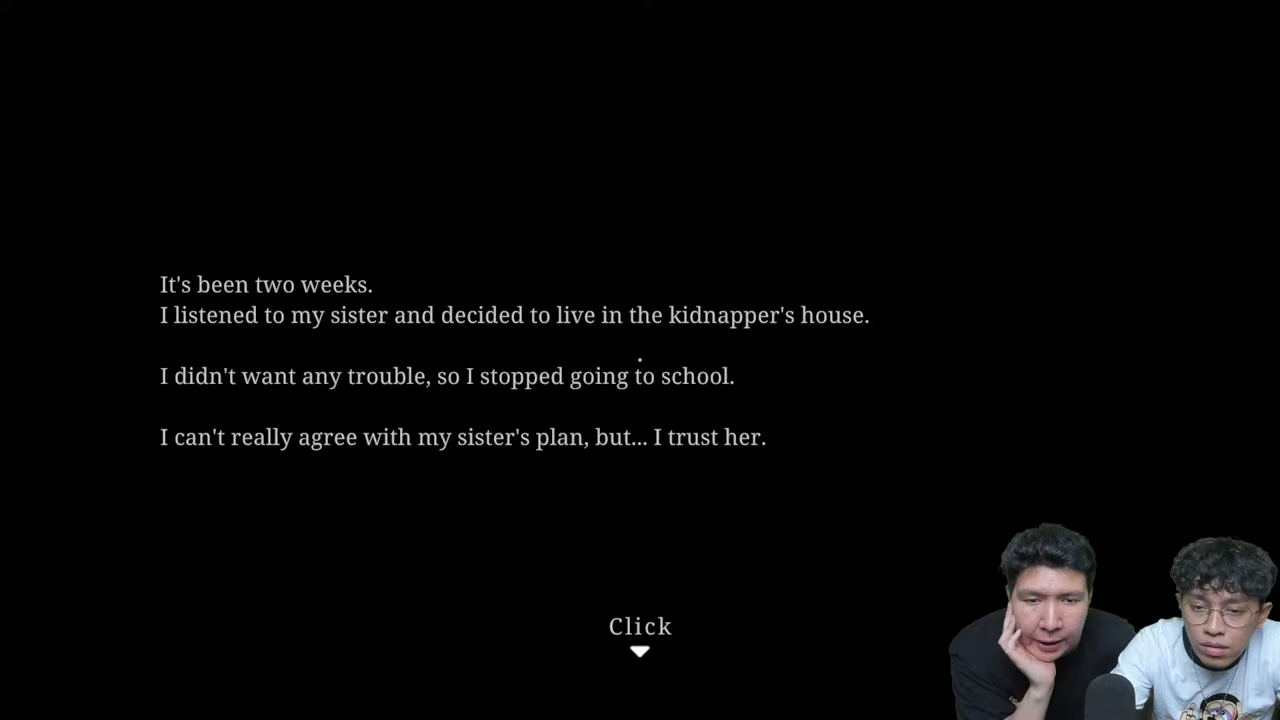 It's been two weeks.
I listened to my sister and decided to live in the kidnapper's house.
I didn't want any trouble, so I stopped going to school.
I can't really agree with my sister's plan, but... I trust her.
Click